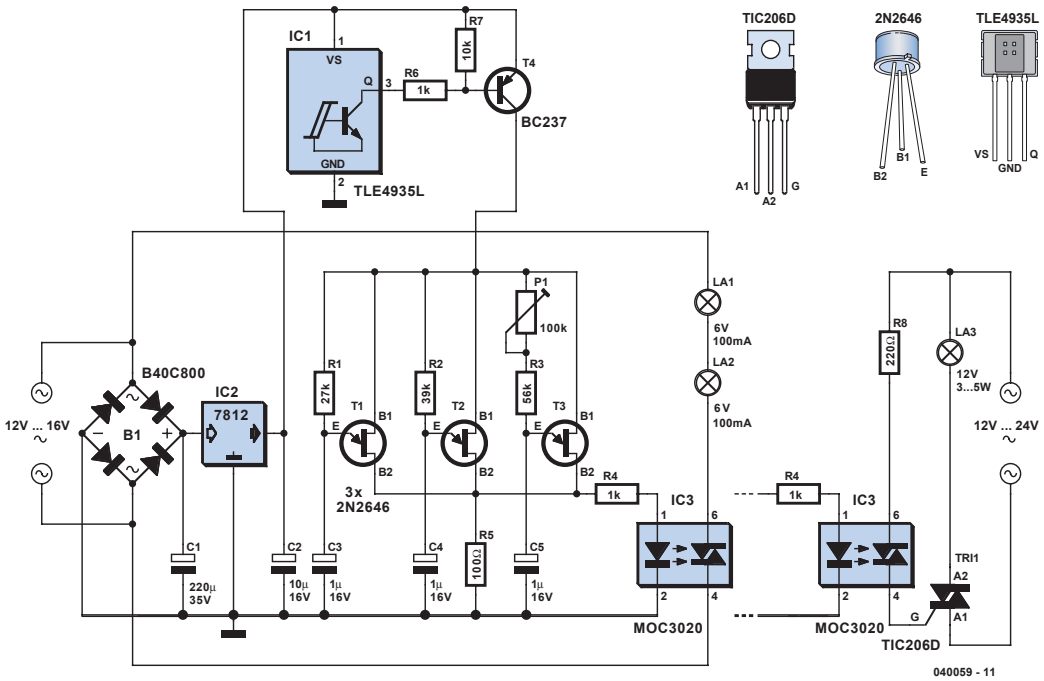 TIC206D
2N2646
TLE4935L
IC1
1
VS
Q
3
R6
1k
R7
10k
T4
BC237
GND
2
TLE4935L
A1
A2
G
B2
B1
E
VS
GND
Q
B40C800
12V ... 16V
~
~
~
B1
~
~
–
+
IC2
7812
C1
220µ
35V
C2
10µ
16V
R1
27k
T1
B1
E
B2
3x
2N2646
C3
1µ
16V
R2
39k
T2
B1
E
B2
C4
1µ
16V
R5
100Ω
P1
100k
R3
56k
T3
B1
E
B2
C5
1µ
16V
R4
1k
IC3
1
6
2
4
MOC3020
LA1
6V
100mA
LA2
6V
100mA
R4
1k
IC3
1
6
2
4
MOC3020
R8
220Ω
LA3
12V
3...5W
~
12V ... 24V
~
~
TRI1
A2
G
A1
TIC206D
040059 - 11